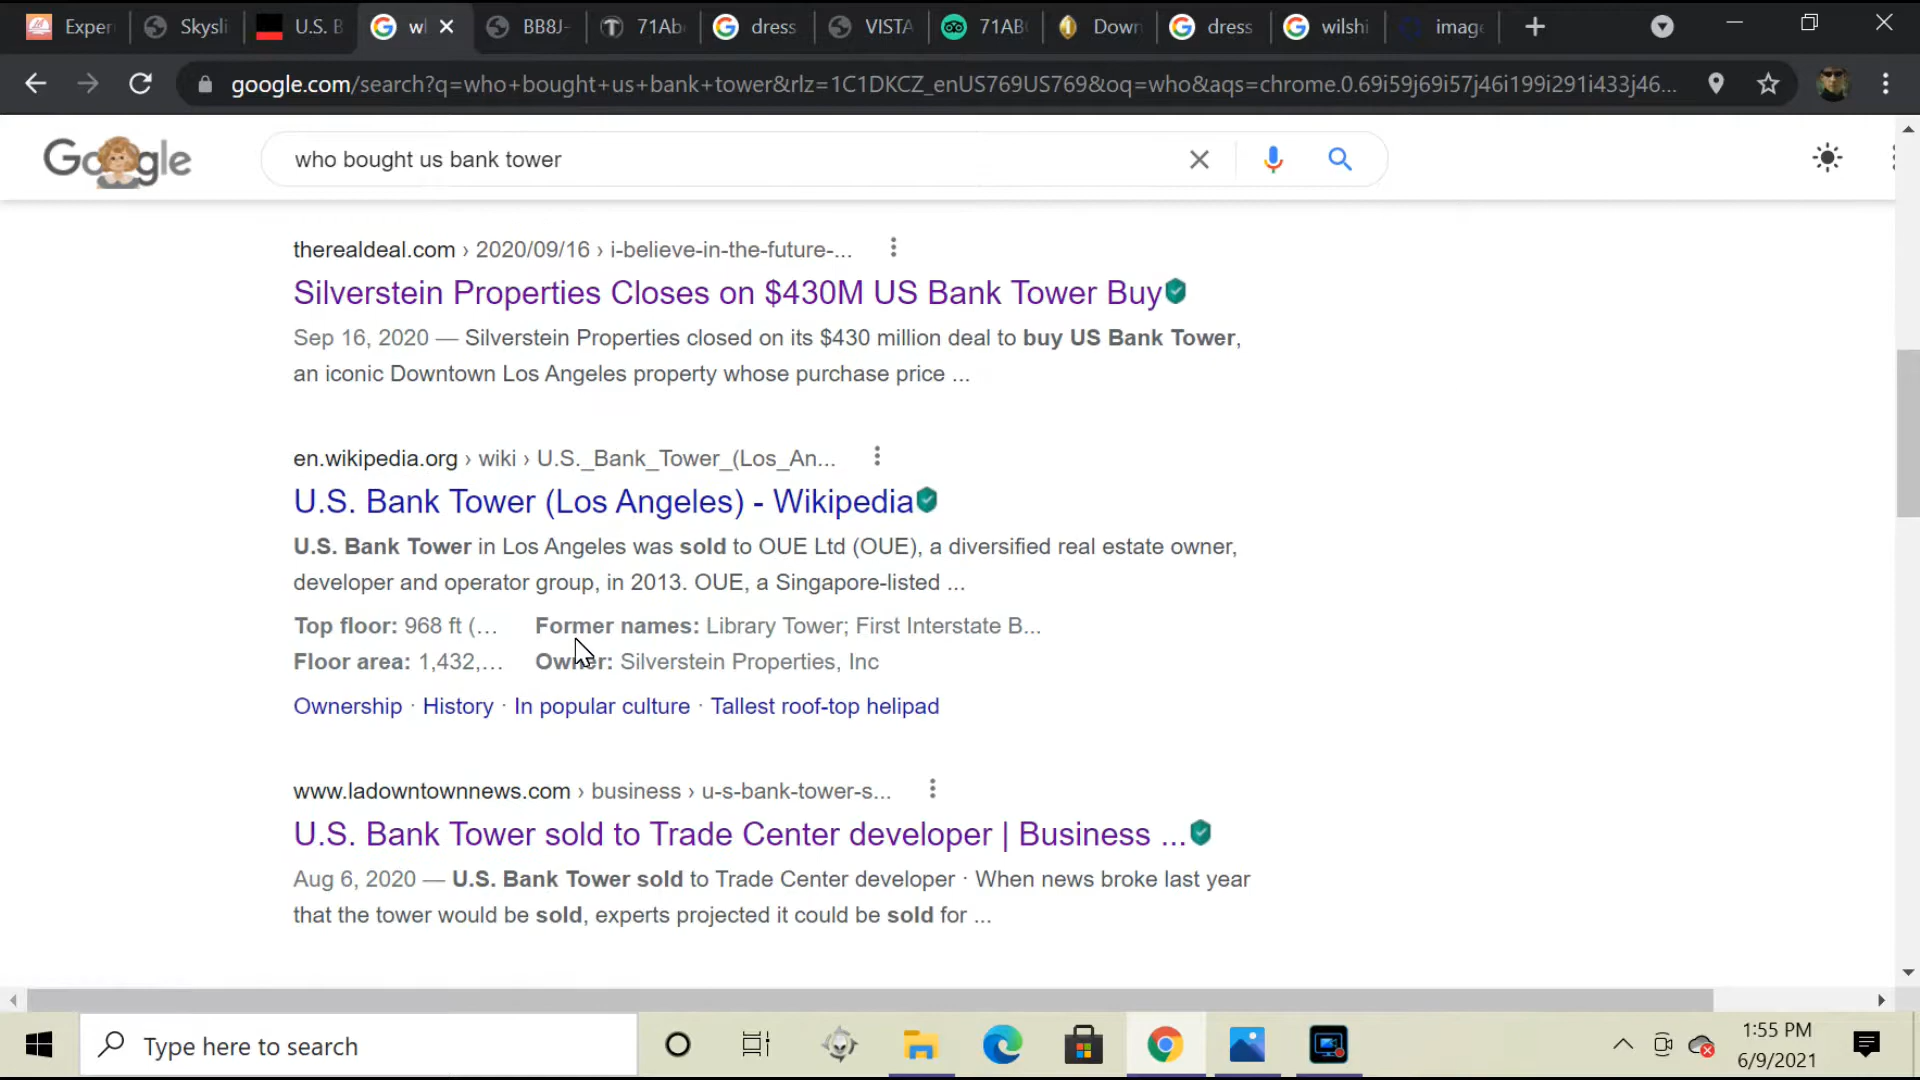 Exper
Skysli
U.S. B
wh
BB8J-
71Ab
dress
VISTA
71AB
Down
dress
wilshi
image
google.com/search?q=who+bought+us+bank+tower&rlz=1C1DKCZ_enUS769US769&oq=who&aqs=chrome.0.69i59j69i57j46i199i291i433j46...
Google
who bought us bank tower
therealdeal.com › 2020/09/16 › i-believe-in-the-future-...
Silverstein Properties Closes on $430M US Bank Tower Buy
Sep 16, 2020 — Silverstein Properties closed on its $430 million deal to buy US Bank Tower,
an iconic Downtown Los Angeles property whose purchase price ...
en.wikipedia.org › wiki › U.S._Bank_Tower_(Los_An...
U.S. Bank Tower (Los Angeles) - Wikipedia
U.S. Bank Tower in Los Angeles was sold to OUE Ltd (OUE), a diversified real estate owner,
developer and operator group, in 2013. OUE, a Singapore-listed ...
Top floor: 968 ft (... Former names: Library Tower; First Interstate B...
Floor area: 1,432,... Owner: Silverstein Properties, Inc
Ownership · History · In popular culture · Tallest roof-top helipad
www.ladowntownnews.com › business › u-s-bank-tower-s...
U.S. Bank Tower sold to Trade Center developer | Business ...
Aug 6, 2020 — U.S. Bank Tower sold to Trade Center developer · When news broke last year
that the tower would be sold, experts projected it could be sold for ...
Type here to search
1:55 PM
6/9/2021